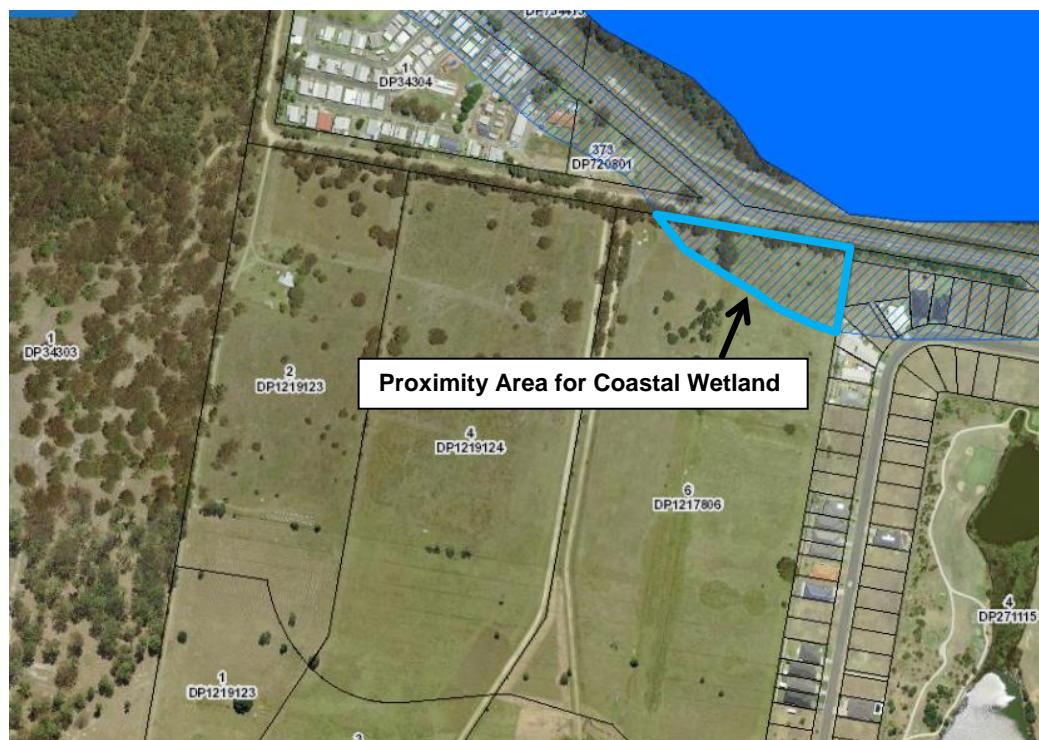 1
DP34304
373
DP720801
1
DP34303
2
DP1219123
Proximity Area for Coastal Wetland
4
DP1219124
6
DP1217806
4
DP271115
1
DP1219123
3